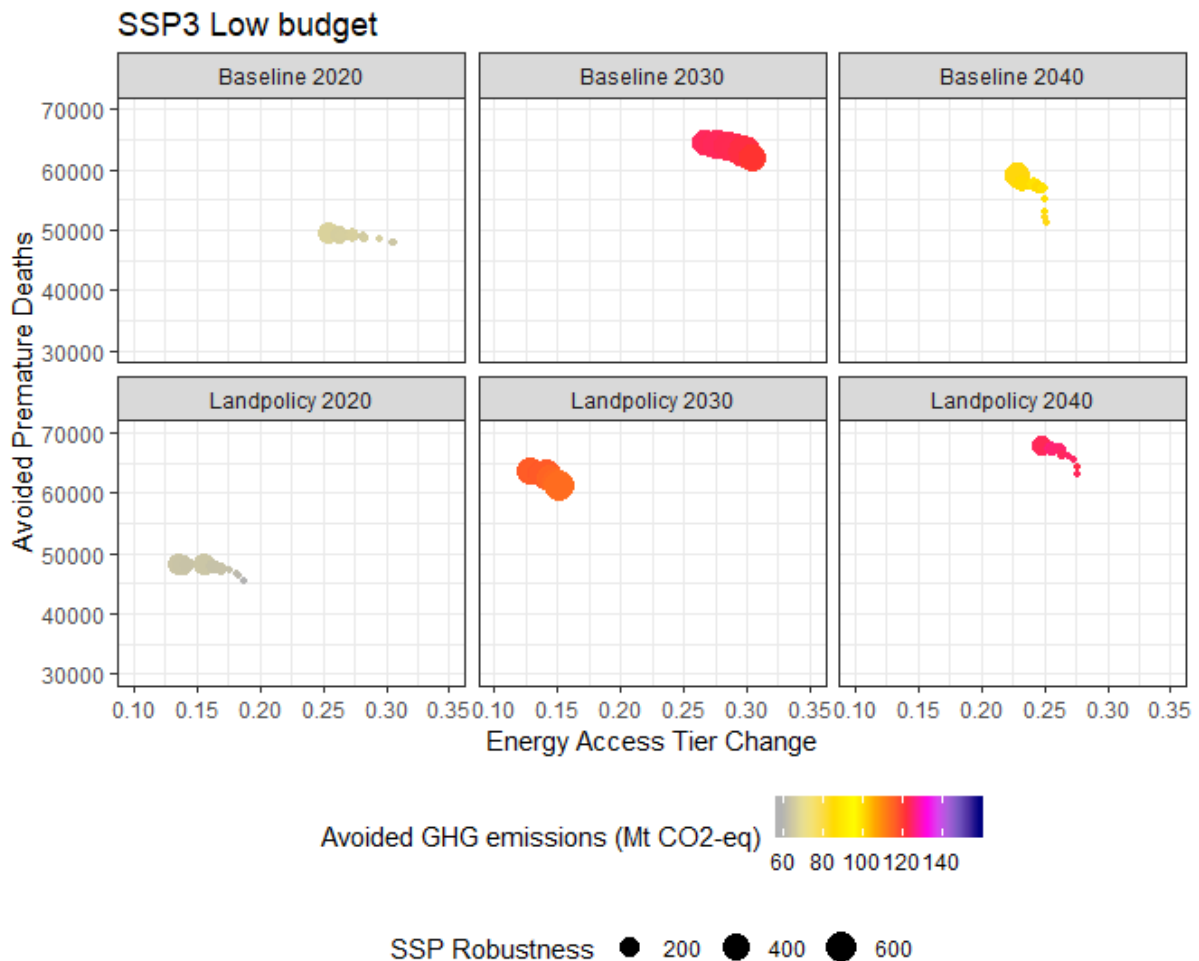 SSP3 Low budget
Baseline 2020
Baseline 2030
Baseline 2040
70000
60000
50000
40000
30000
Landpolicy 2020
Landpolicy 2030
Landpolicy 2040
70000
60000
50000
40000
30000
Avoided Premature Deaths
0.10 0.15 0.20 0.25 0.30 0.35 0.10 0.15 0.20 0.25 0.30 0.35 0.10 0.15 0.20 0.25 0.30 0.35
Energy Access Tier Change
Avoided GHG emissions (Mt CO2-eq)
60 80 100 120 140
SSP Robustness 200 400 600